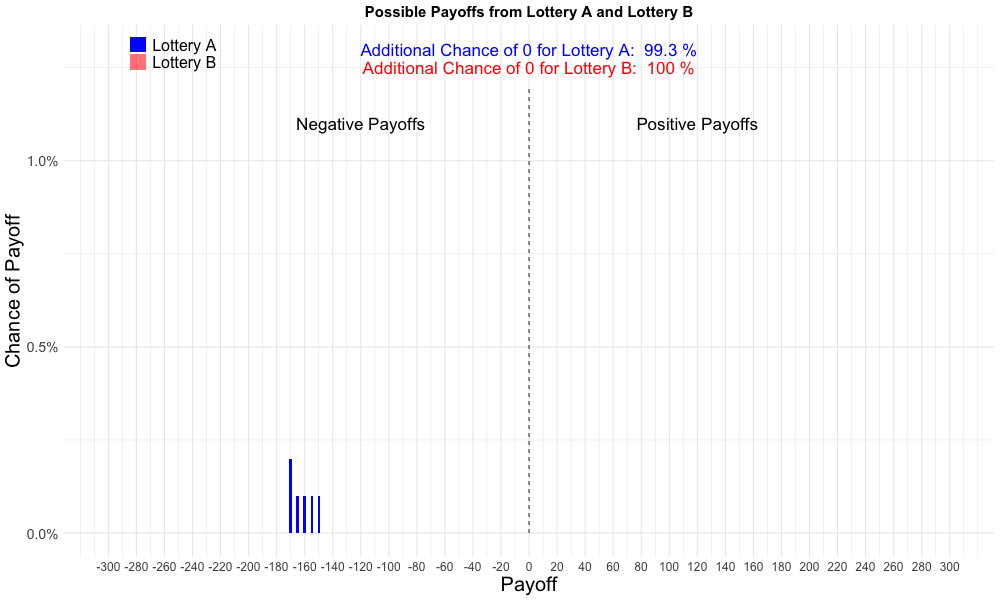 Possible Payoffs from Lottery A and Lottery B
Lottery A
Lottery B
Additional Chance of 0 for Lottery A:  99.3 %
Additional Chance of 0 for Lottery B:  100 %
Negative Payoffs
Positive Payoffs
Chance of Payoff
1.0%
0.5%
0.0%
-300 -280 -260 -240 -220 -200 -180 -160 -140 -120 -100 -80 -60 -40 -20 0 20 40 60 80 100 120 140 160 180 200 220 240 260 280 300
Payoff